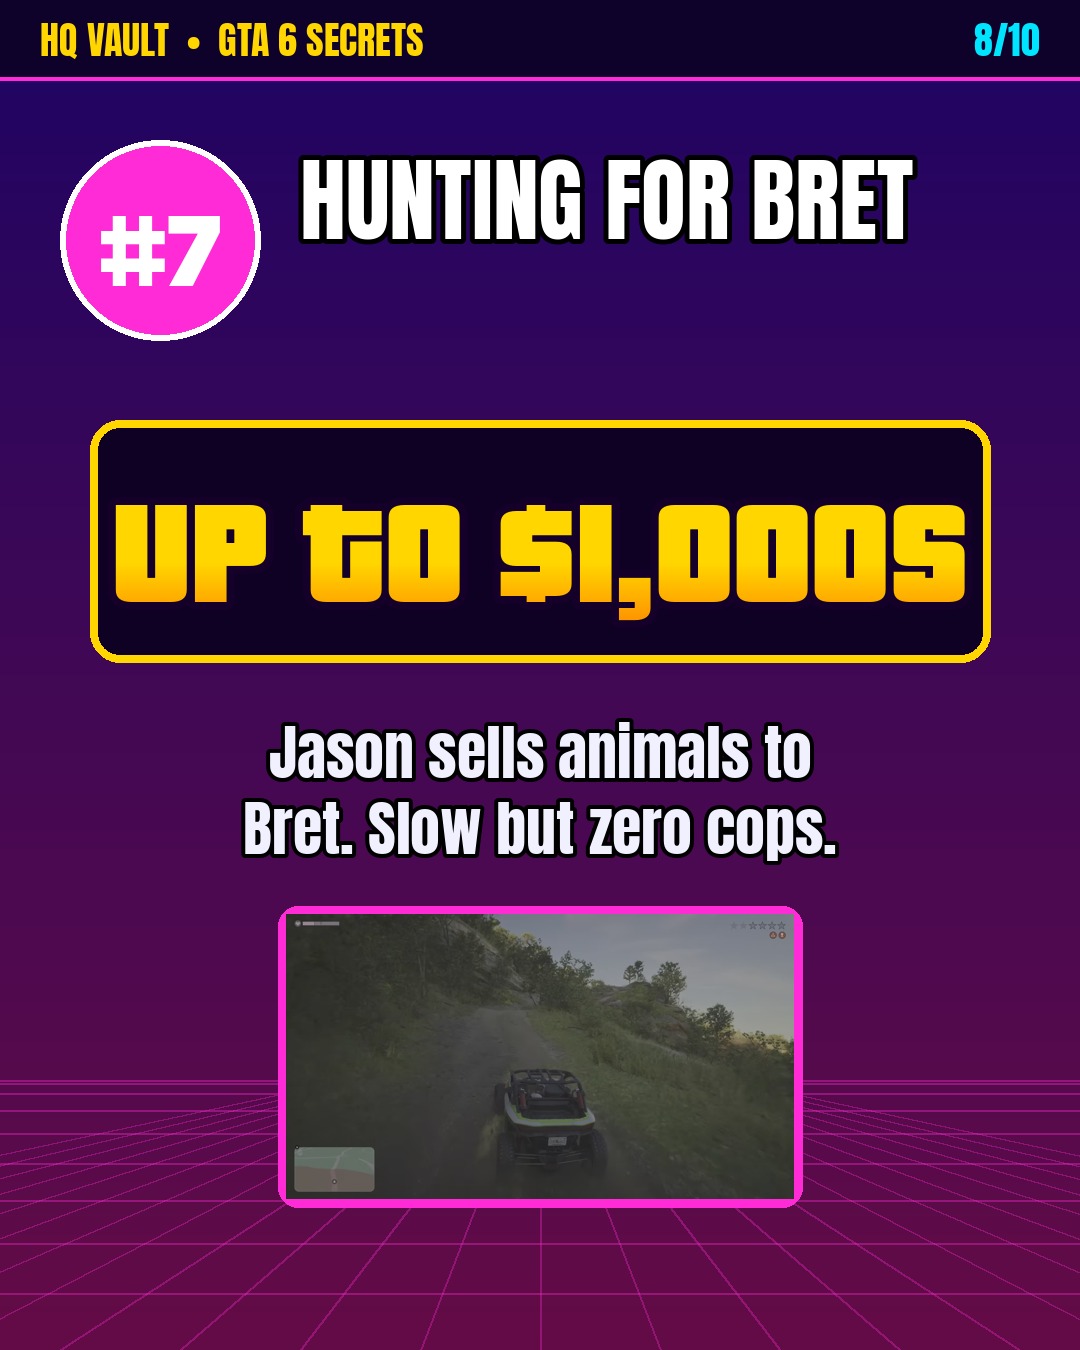 HQ VAULT • GTA 6 SECRETS
8/10
#7
HUNTING FOR BRET
UP TO $1,000S
Jason sells animals to
Bret. Slow but zero cops.